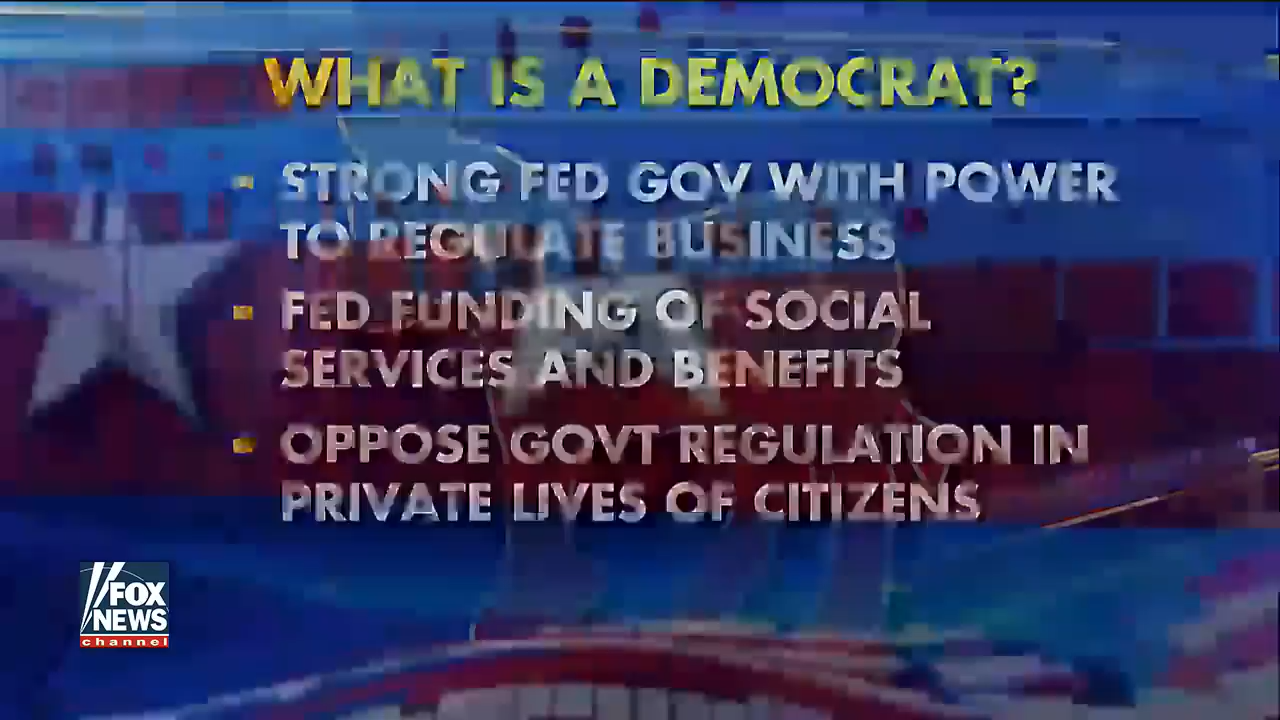 WHAT IS A DEMOCRAT?
STRONG FED GOV WITH POWER
TO REGULATE BUSINESS
FED FUNDING OF SOCIAL
SERVICES AND BENEFITS
OPPOSE GOVT REGULATION IN
PRIVATE LIVES OF CITIZENS
FOX
NEWS
channel